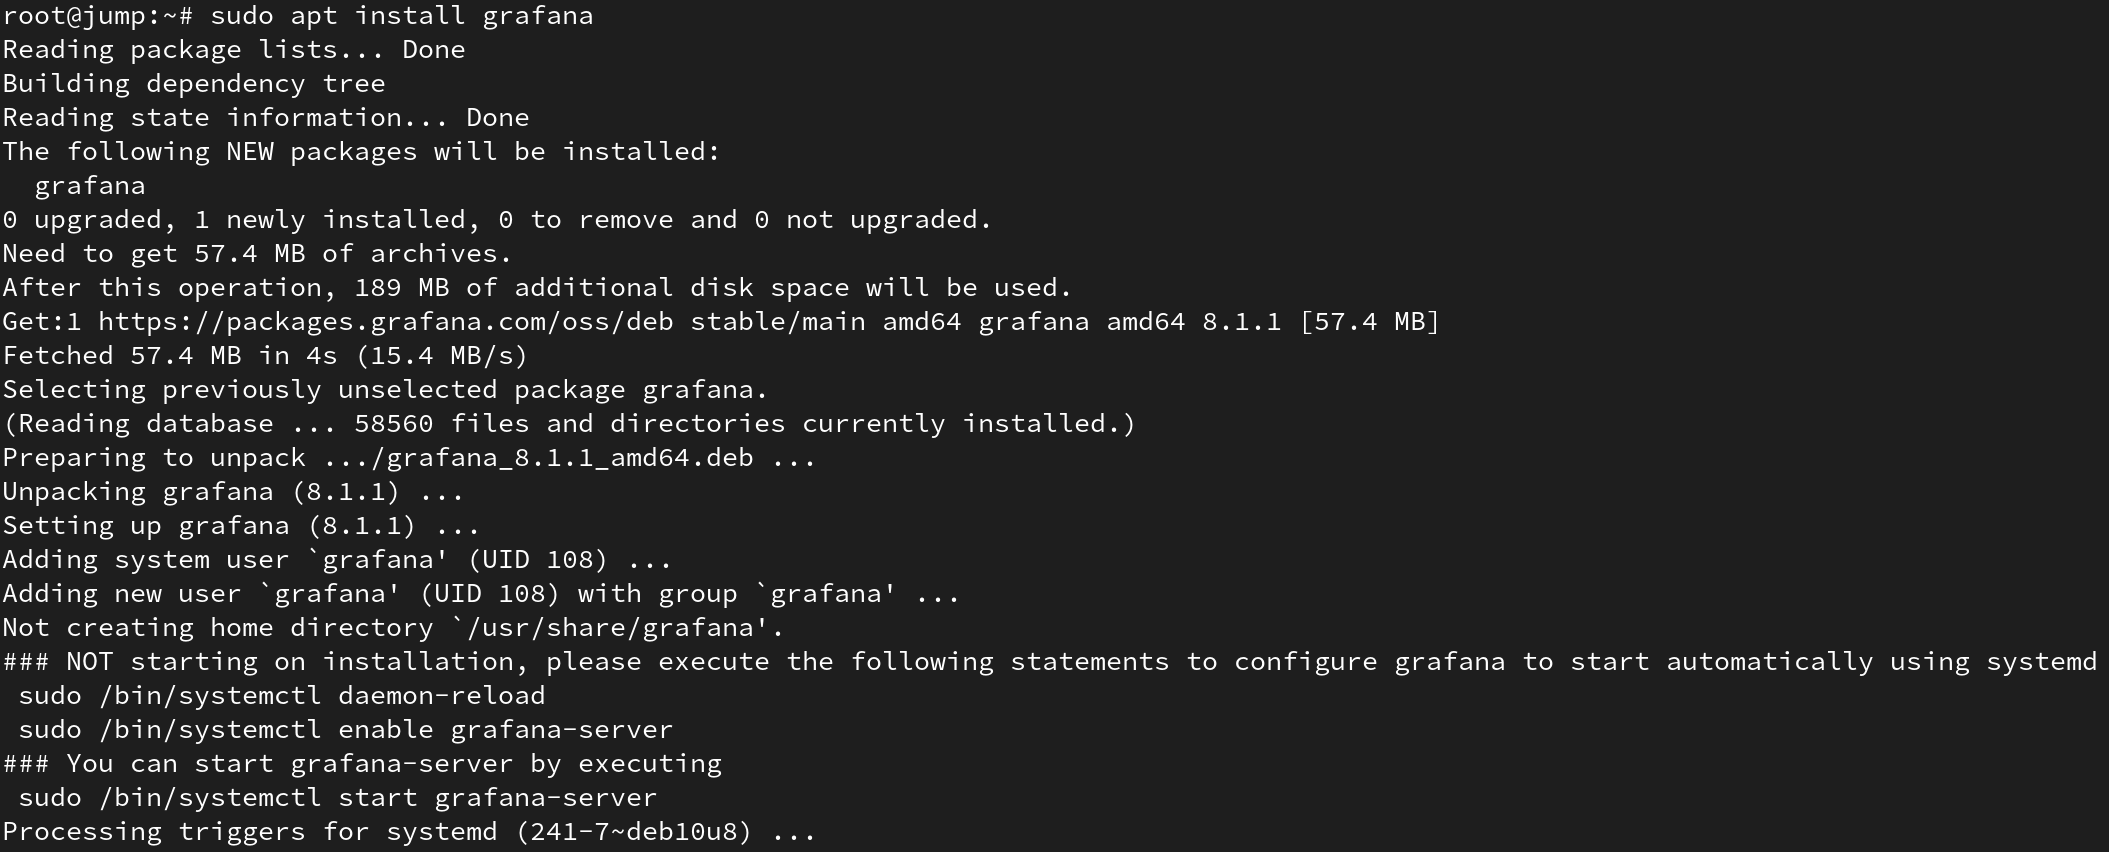 root@jump:~# sudo apt install grafana
Reading package lists... Done
Building dependency tree
Reading state information... Done
The following NEW packages will be installed:
  grafana
0 upgraded, 1 newly installed, 0 to remove and 0 not upgraded.
Need to get 57.4 MB of archives.
After this operation, 189 MB of additional disk space will be used.
Get:1 https://packages.grafana.com/oss/deb stable/main amd64 grafana amd64 8.1.1 [57.4 MB]
Fetched 57.4 MB in 4s (15.4 MB/s)
Selecting previously unselected package grafana.
(Reading database ... 58560 files and directories currently installed.)
Preparing to unpack .../grafana_8.1.1_amd64.deb ...
Unpacking grafana (8.1.1) ...
Setting up grafana (8.1.1) ...
Adding system user `grafana' (UID 108) ...
Adding new user `grafana' (UID 108) with group `grafana' ...
Not creating home directory `/usr/share/grafana'.
### NOT starting on installation, please execute the following statements to configure grafana to start automatically using systemd
 sudo /bin/systemctl daemon-reload
 sudo /bin/systemctl enable grafana-server
### You can start grafana-server by executing
 sudo /bin/systemctl start grafana-server
Processing triggers for systemd (241-7~deb10u8) ...